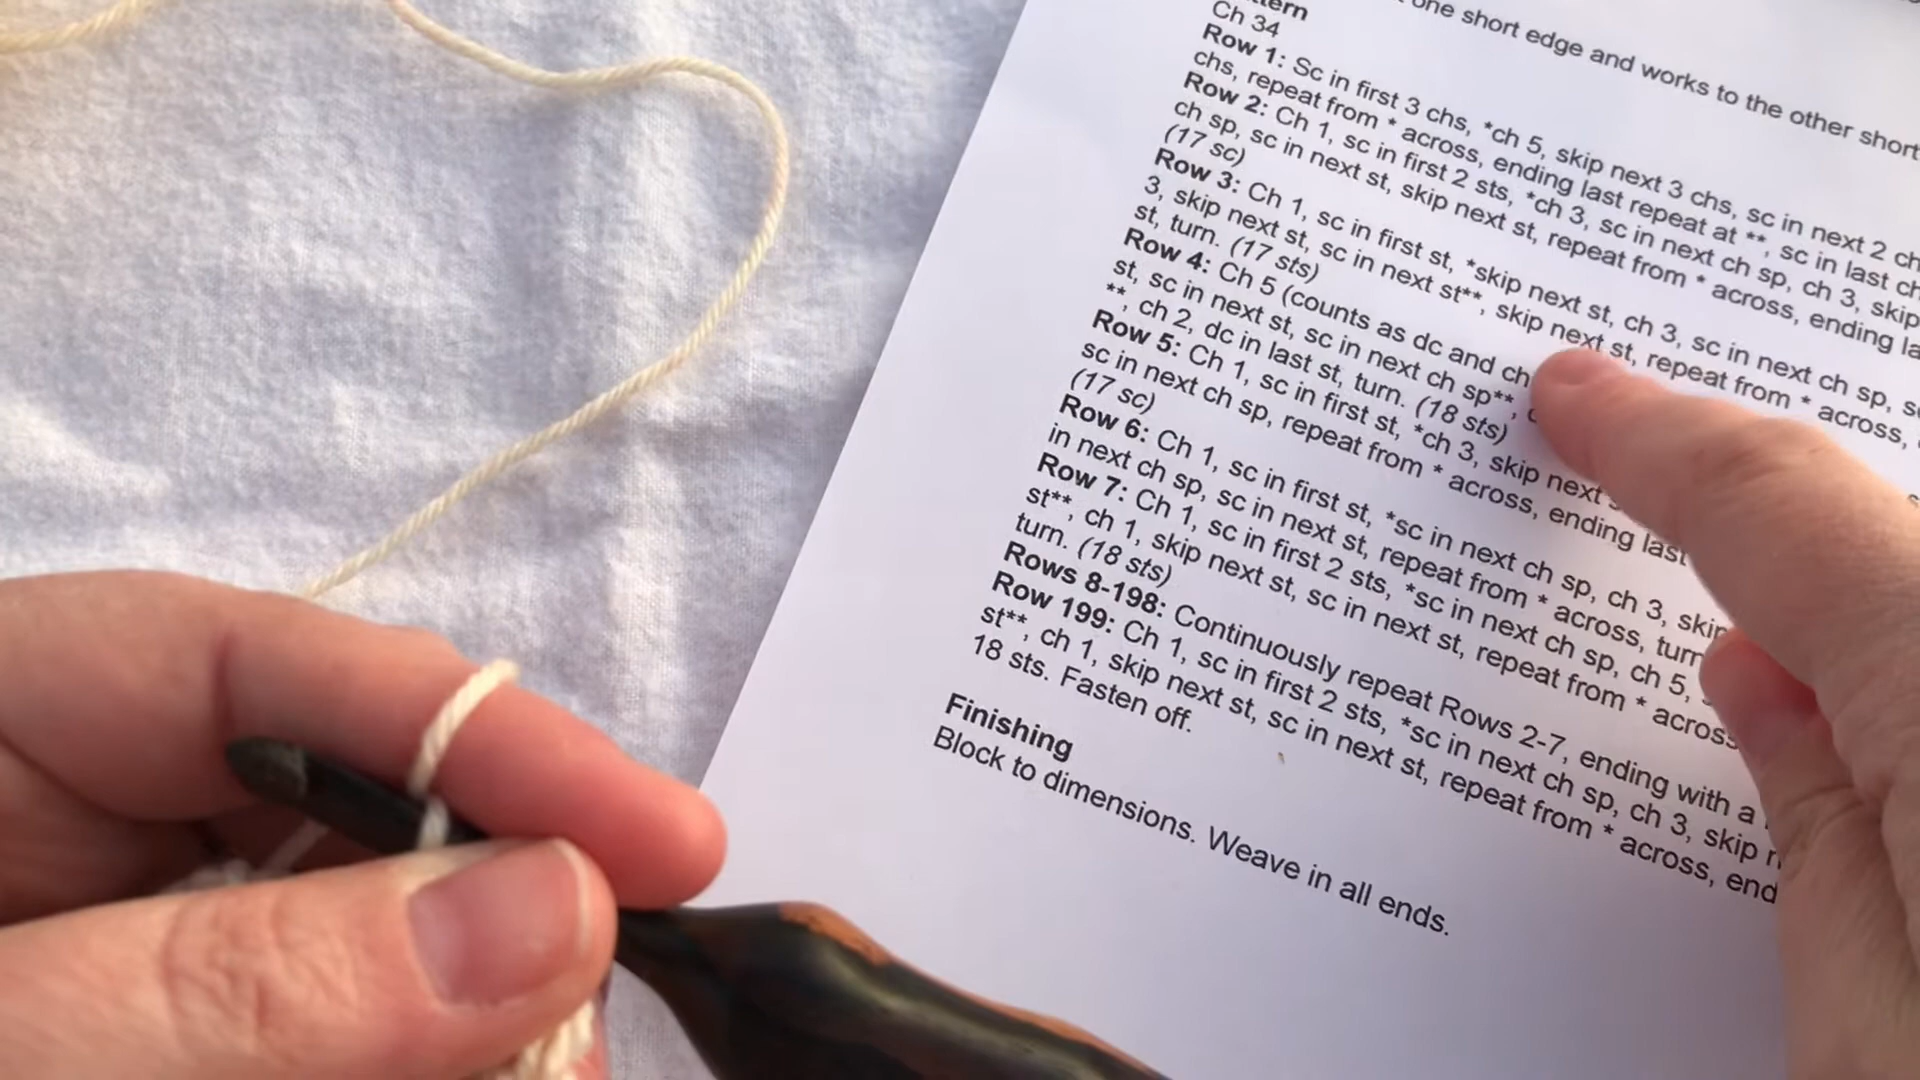 one short edge and works to the other short
Ch 34
Row 1: Sc in first 3 chs, *ch 5, skip next 3 chs, sc in next 2 ch
chs, repeat from * across, ending last repeat at **, sc in last ch
Row 2: Ch 1, sc in first 2 sts, *ch 3, sc in next ch sp, ch 3, skip
ch sp, sc in next st, skip next st, repeat from * across, ending la
(17 sc)
Row 3: Ch 1, sc in first st, *skip next st, ch 3, sc in next ch sp, s
3, skip next st, sc in next st**, skip next st, repeat from * across,
st, turn. (17 sts)
Row 4: Ch 5 (counts as dc and ch
st, sc in next st, sc in next ch sp**,
**, ch 2, dc in last st, turn. (18 sts)
Row 5: Ch 1, sc in first st, *ch 3, skip next
sc in next ch sp, repeat from * across, ending last
(17 sc)
Row 6: Ch 1, sc in first st, *sc in next ch sp, ch 3, skip
in next ch sp, sc in next st, repeat from * across, turn
Row 7: Ch 1, sc in first 2 sts, *sc in next ch sp, ch 5,
st**, ch 1, skip next st, sc in next st, repeat from * across
turn. (18 sts)
Rows 8-198: Continuously repeat Rows 2-7, ending with a
Row 199: Ch 1, sc in first 2 sts, *sc in next ch sp, ch 3, skip
st**, ch 1, skip next st, sc in next st, repeat from * across, end
18 sts. Fasten off.
Finishing
Block to dimensions. Weave in all ends.